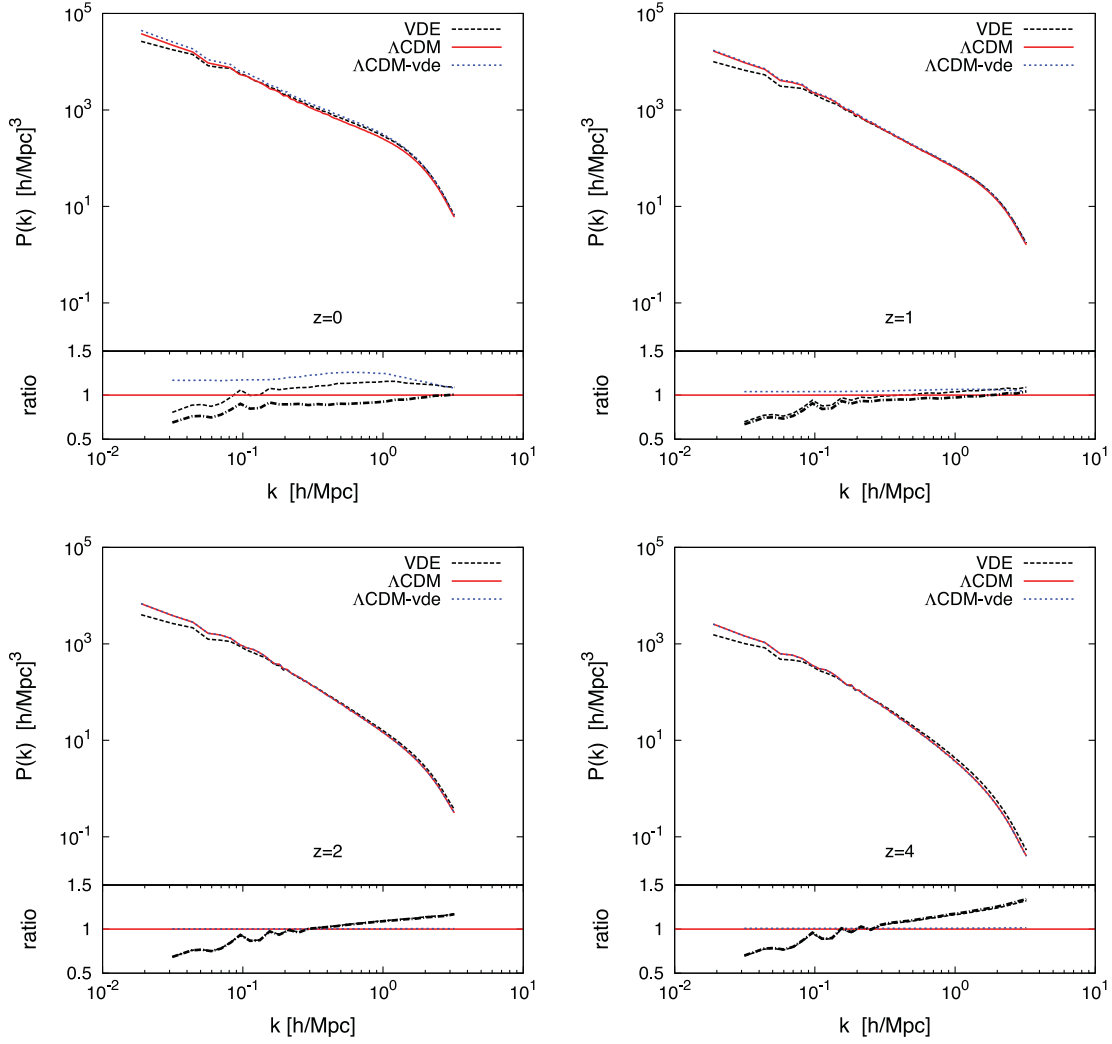 10^5
10^3
10^1
10^-1
P(k) [h/Mpc]^3
VDE
ΛCDM
ΛCDM-vde
z=0
1.5
1
0.5
ratio
10^-2 10^-1 10^0 10^1
k [h/Mpc]
10^5
10^3
10^1
10^-1
P(k) [h/Mpc]^3
VDE
ΛCDM
ΛCDM-vde
z=1
1.5
1
0.5
ratio
10^-2 10^-1 10^0 10^1
k [h/Mpc]
10^5
10^3
10^1
10^-1
P(k) [h/Mpc]^3
VDE
ΛCDM
ΛCDM-vde
z=2
1.5
1
0.5
ratio
10^-2 10^-1 10^0 10^1
k [h/Mpc]
10^5
10^3
10^1
10^-1
P(k) [h/Mpc]^3
VDE
ΛCDM
ΛCDM-vde
z=4
1.5
1
0.5
ratio
10^-2 10^-1 10^0 10^1
k [h/Mpc]